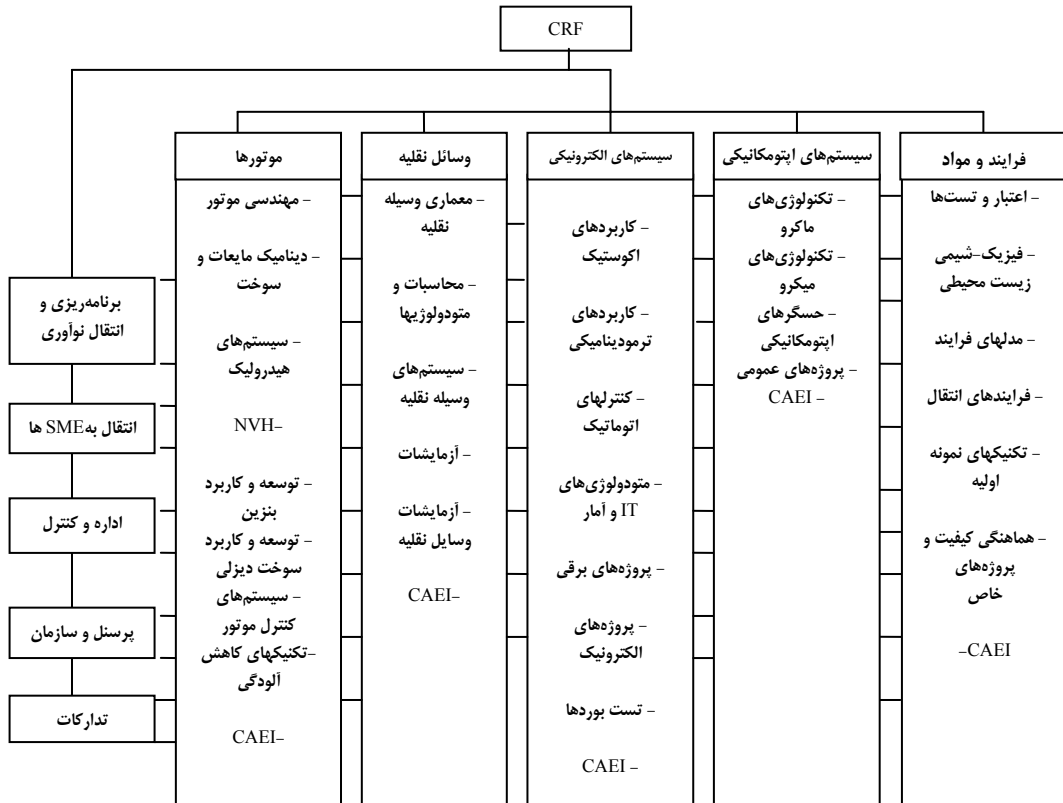 CRF
فرایند و مواد
- اعتبار و تست‌ها
- فیزیک-شیمی
زیست محیطی
- مدلهای فرایند
- فرایندهای انتقال
- تکنیکهای نمونه
اولیه
- هماهنگی کیفیت و
پروژه‌های
خاص
-CAEI
سیستم‌های اپتومکانیکی
- تکنولوژی‌های
ماکرو
- تکنولوژی‌های
میکرو
- حسگرهای
اپتومکانیکی
- پروژه‌های عمومی
CAEI -
سیستم‌های الکترونیکی
- کاربردهای
اکوستیک
- کاربردهای
ترمودینامیکی
- کنترلهای
اتوماتیک
- متودولوژی‌های
IT و آمار
- پروژه‌های برقی
- پروژه‌های
الکترونیک
- تست بوردها
CAEI -
وسائل نقلیه
- معماری وسیله
نقلیه
- محاسبات و
متودولوژیها
- سیستم‌های
وسیله نقلیه
- آزمایشات
- آزمایشات
وسایل نقلیه
CAEI-
موتورها
- مهندسی موتور
- دینامیک مایعات و
سوخت
- سیستم‌های
هیدرولیک
NVH-
- توسعه و کاربرد
بنزین
- توسعه و کاربرد
سوخت دیزلی
- سیستم‌های
کنترل موتور
-تکنیکهای کاهش
آلودگی
CAEI-
برنامه‌ریزی و
انتقال نوآوری
انتقال به SME ها
اداره و کنترل
پرسنل و سازمان
تدارکات